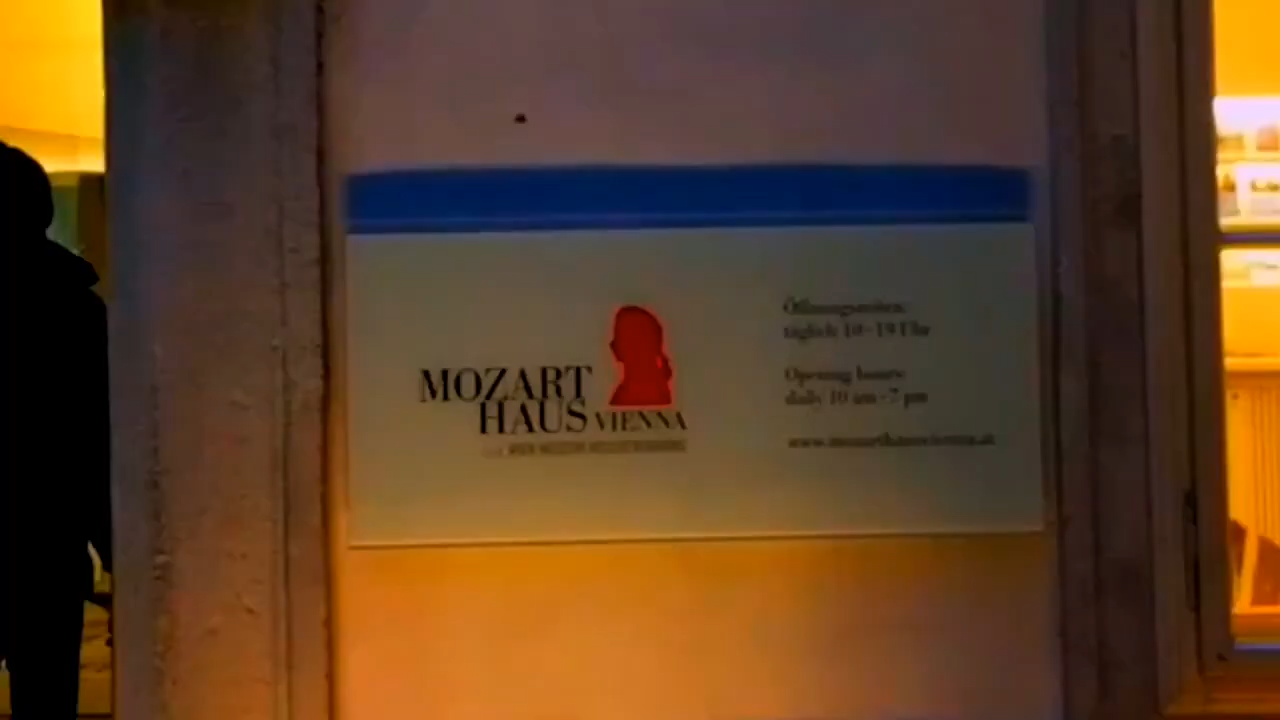 MOZART
HAUS VIENNA
Öffnungszeiten:
täglich 10-19 Uhr
Opening hours:
daily 10 am-7 pm
www.mozarthausvienna.at